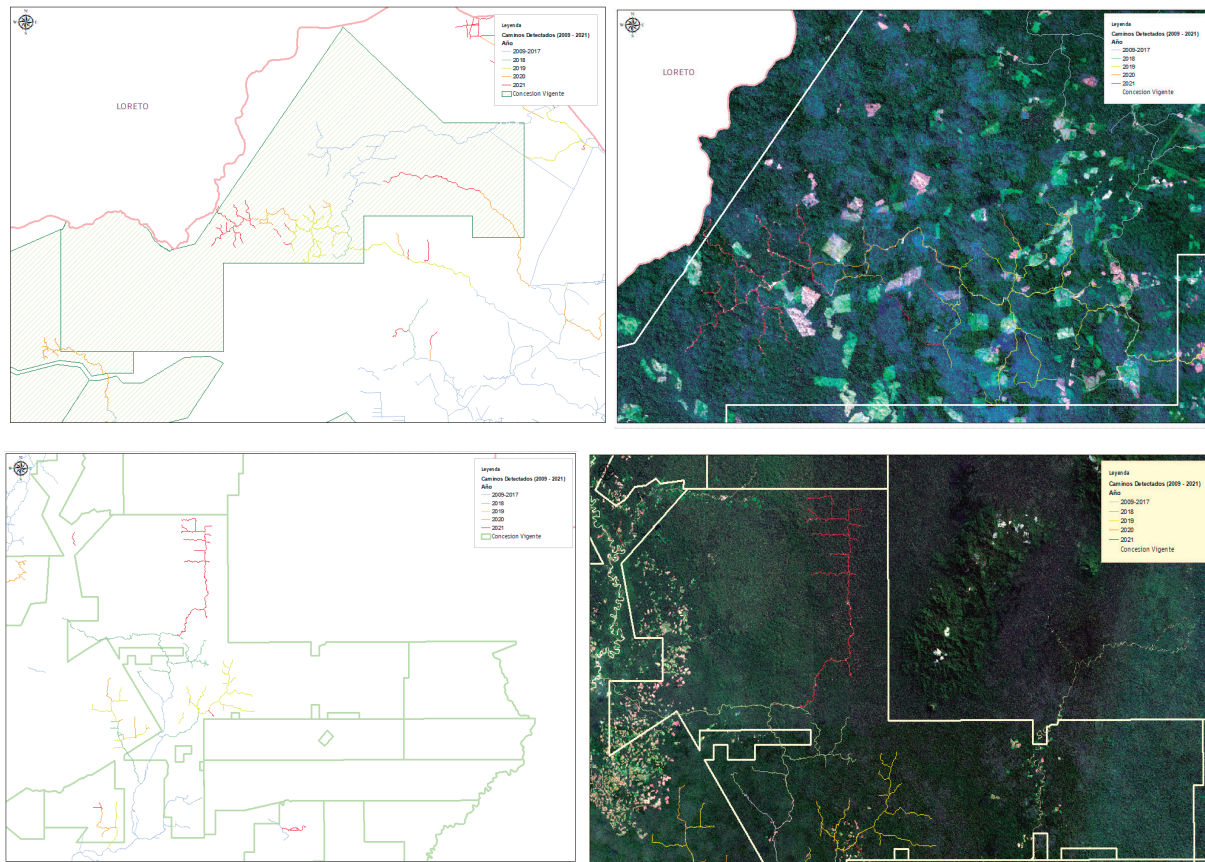 N
Leyenda
Caminos Detectados (2009 - 2021)
Año
2009-2017
2018
2019
2020
2021
Concesion Vigente
LORETO
N
Leyenda
Caminos Detectados (2009 - 2021)
Año
2009-2017
2018
2019
2020
2021
Concesion Vigente
LORETO
N
Leyenda
Caminos Detectados (2009 - 2021)
Año
2009-2017
2018
2019
2020
2021
Concesion Vigente
Leyenda
Caminos Detectados (2009 - 2021)
Año
2009-2017
2018
2019
2020
2021
Concesion Vigente